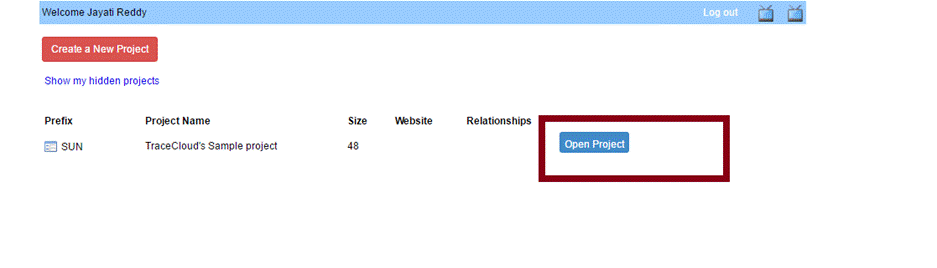 Welcome Jayati Reddy Log out
Create a New Project
Show my hidden projects
Prefix Project Name Size Website Relationships
SUN TraceCloud's Sample project 48 Open Project